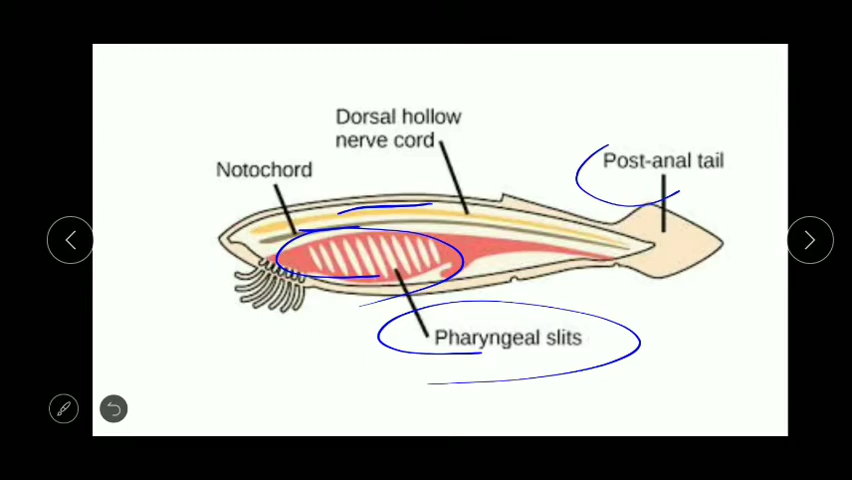 Dorsal hollow
nerve cord
Post-anal tail
Notochord
Pharyngeal slits